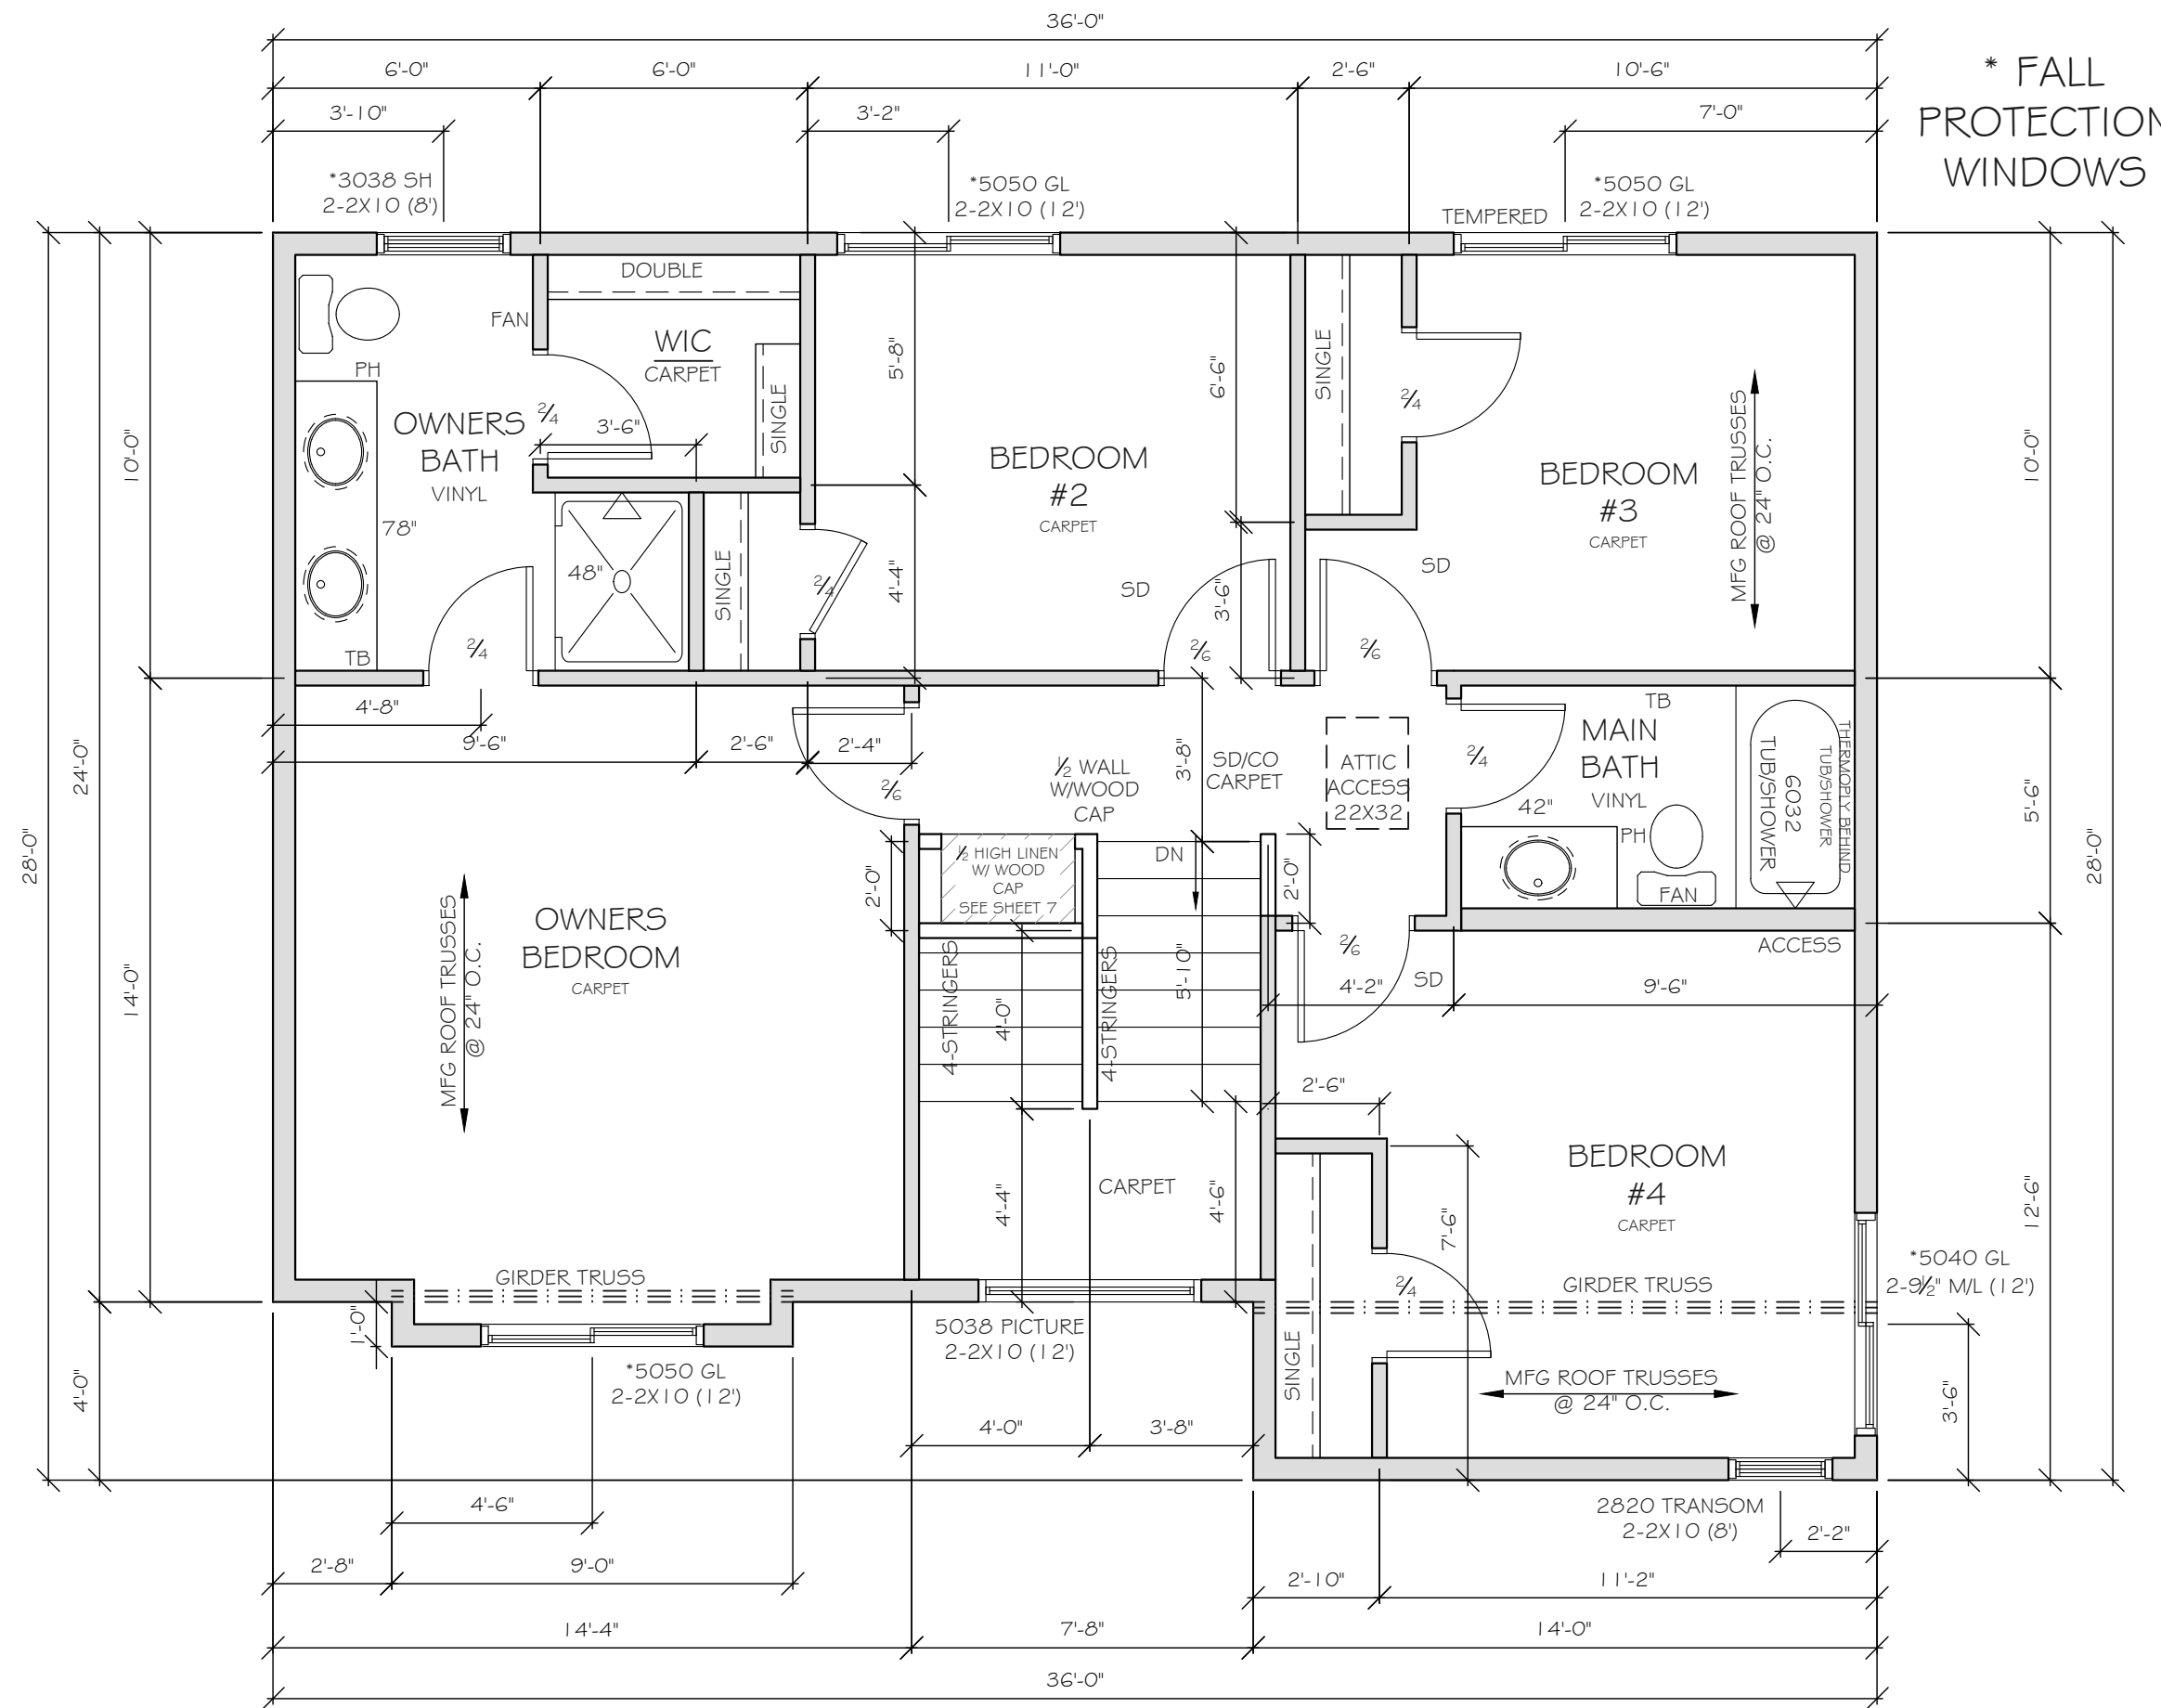 36'-0"
6'-0" 6'-0" 11'-0" 2'-6" 10'-6"
3'-10" 3'-2" 7'-0"
* FALL
PROTECTION
WINDOWS
*3038 SH
2-2X10 (8')
*5050 GL
2-2X10 (12')
*5050 GL
2-2X10 (12')
TEMPERED
DOUBLE
FAN
WIC
CARPET
SINGLE
PH
OWNERS
BATH
VINYL
2/4
3'-6"
78"
48"
SINGLE
2/4
TB
2/4
5'-8"
4'-4"
BEDROOM
#2
CARPET
SD
6'-6"
3'-6"
2/6
SINGLE
2/4
BEDROOM
#3
CARPET
SD
MFG ROOF TRUSSES
@ 24" O.C.
2/6
28'-0"
24'-0"
10'-0"
14'-0"
4'-0"
10'-0"
5'-6"
12'-6"
28'-0"
4'-8"
9'-6" 2'-6" 2'-4"
2/6
1/2 WALL
W/WOOD
CAP
3'-8"
SD/CO
CARPET
ATTIC
ACCESS
22X32
2/4
TB
MAIN
BATH
VINYL
42"
PH
FAN
6032
TUB/SHOWER
THERMOPLY BEHIND
TUB/SHOWER
1/2 HIGH LINEN
W/ WOOD
CAP
SEE SHEET 7
2'-0"
DN
2'-0"
OWNERS
BEDROOM
CARPET
MFG ROOF TRUSSES
@ 24" O.C.
4-STRINGERS
4'-0"
4-STRINGERS
5'-10"
2/6
SD
ACCESS
4'-2" 9'-6"
2'-6"
4'-4"
CARPET
4'-6"
BEDROOM
#4
CARPET
7'-6"
2/4
SINGLE
GIRDER TRUSS
GIRDER TRUSS
*5040 GL
2-9 1/2" M/L (12')
3'-6"
MFG ROOF TRUSSES
@ 24" O.C.
1'-0"
*5050 GL
2-2X10 (12')
5038 PICTURE
2-2X10 (12')
4'-0" 3'-8"
2820 TRANSOM
2-2X10 (8')
2'-2"
4'-6"
2'-8" 9'-0" 2'-10" 11'-2"
14'-4" 7'-8" 14'-0"
36'-0"